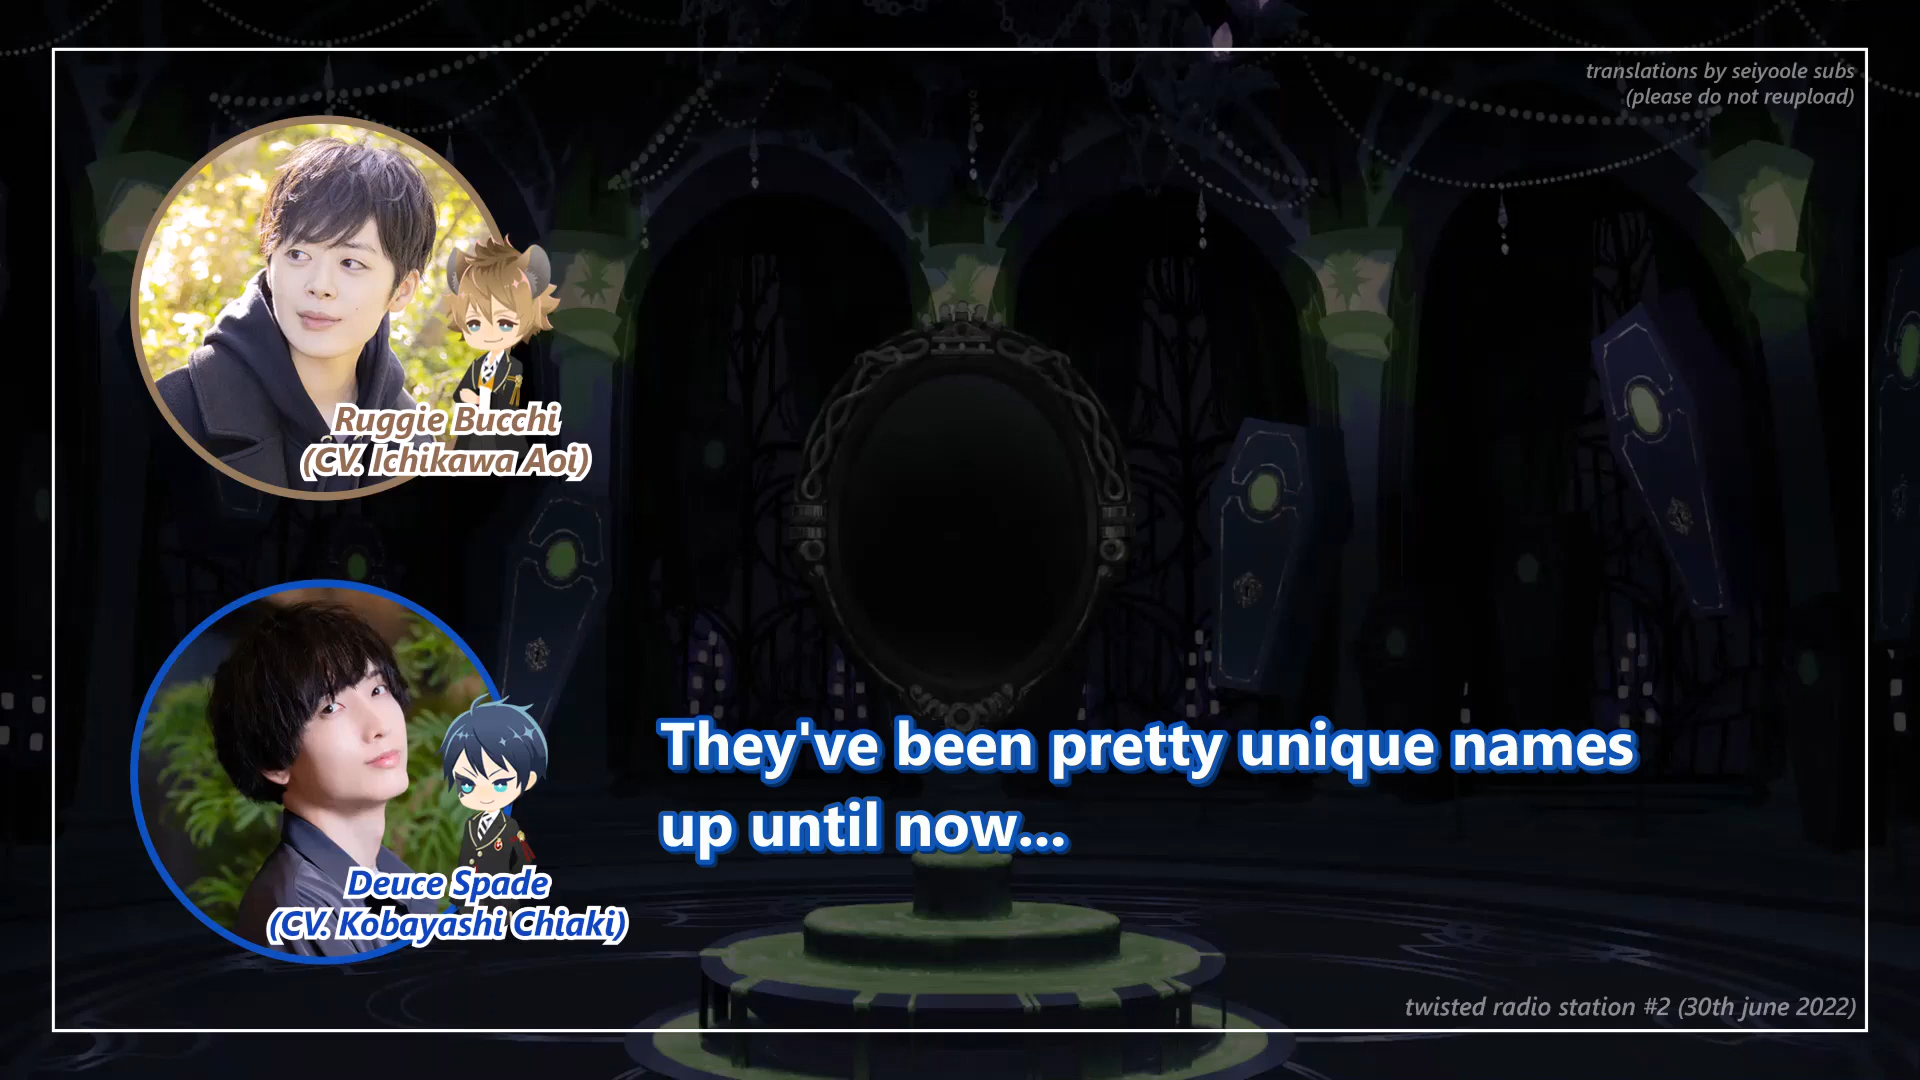 translations by seiyoole subs
(please do not reupload)
Ruggie Bucchi
(CV. Ichikawa Aoi)
They've been pretty unique names
up until now...
Deuce Spade
(CV. Kobayashi Chiaki)
twisted radio station #2 (30th june 2022)